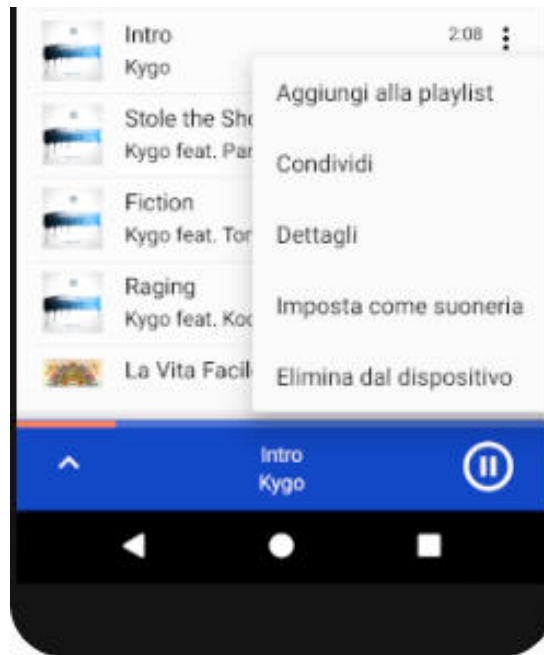 Intro
2:08
Kygo
Stole the Sho
Kygo feat. Par
Fiction
Kygo feat. Tor
Raging
Kygo feat. Koo
La Vita Facil
Aggiungi alla playlist
Condividi
Dettagli
Imposta come suoneria
Elimina dal dispositivo
Intro
Kygo